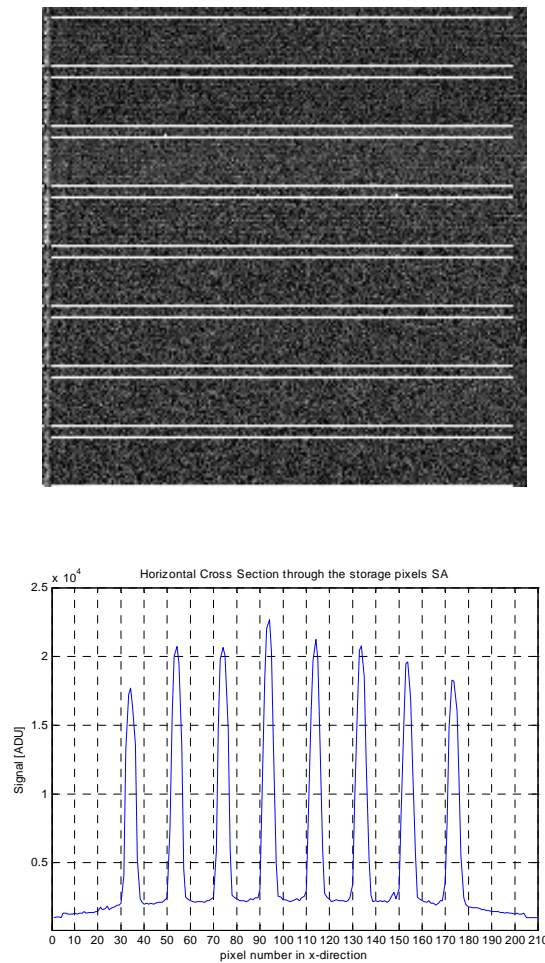 Horizontal Cross Section through the storage pixels SA
x 10^4
2.5
2
1.5
1
0.5
Signal [ADU]
0 10 20 30 40 50 60 70 80 90 100 110 120 130 140 150 160 170 180 190 200 210
pixel number in x-direction